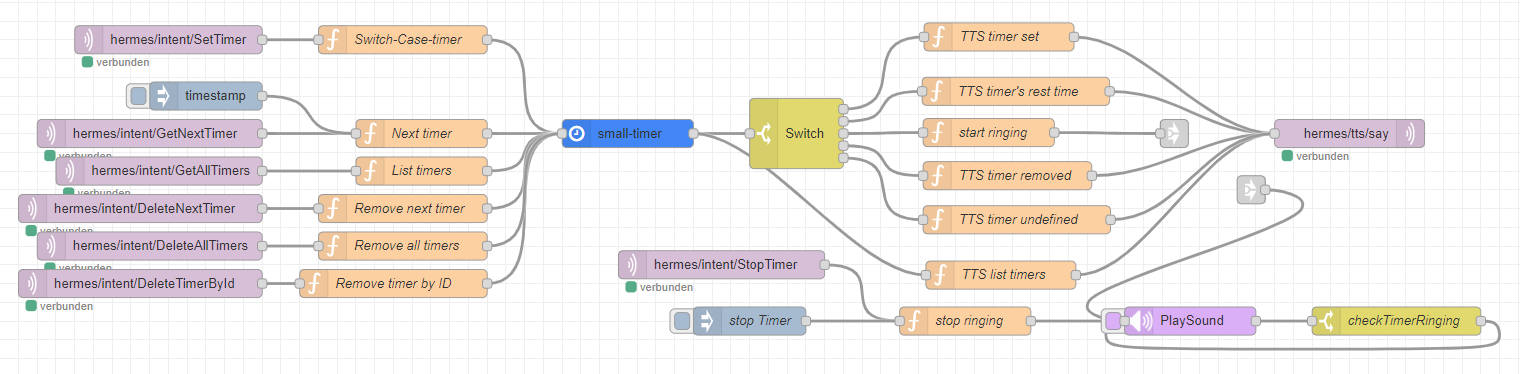 hermes/intent/SetTimer
verbunden
Switch-Case-timer
timestamp
hermes/intent/GetNextTimer
verbunden
Next timer
hermes/intent/GetAllTimers
verbunden
List timers
hermes/intent/DeleteNextTimer
verbunden
Remove next timer
hermes/intent/DeleteAllTimers
verbunden
Remove all timers
hermes/intent/DeleteTimerById
verbunden
Remove timer by ID
small-timer
Switch
TTS timer set
TTS timer's rest time
start ringing
TTS timer removed
TTS timer undefined
TTS list timers
hermes/tts/say
verbunden
hermes/intent/StopTimer
verbunden
stop Timer
stop ringing
PlaySound
checkTimerRinging